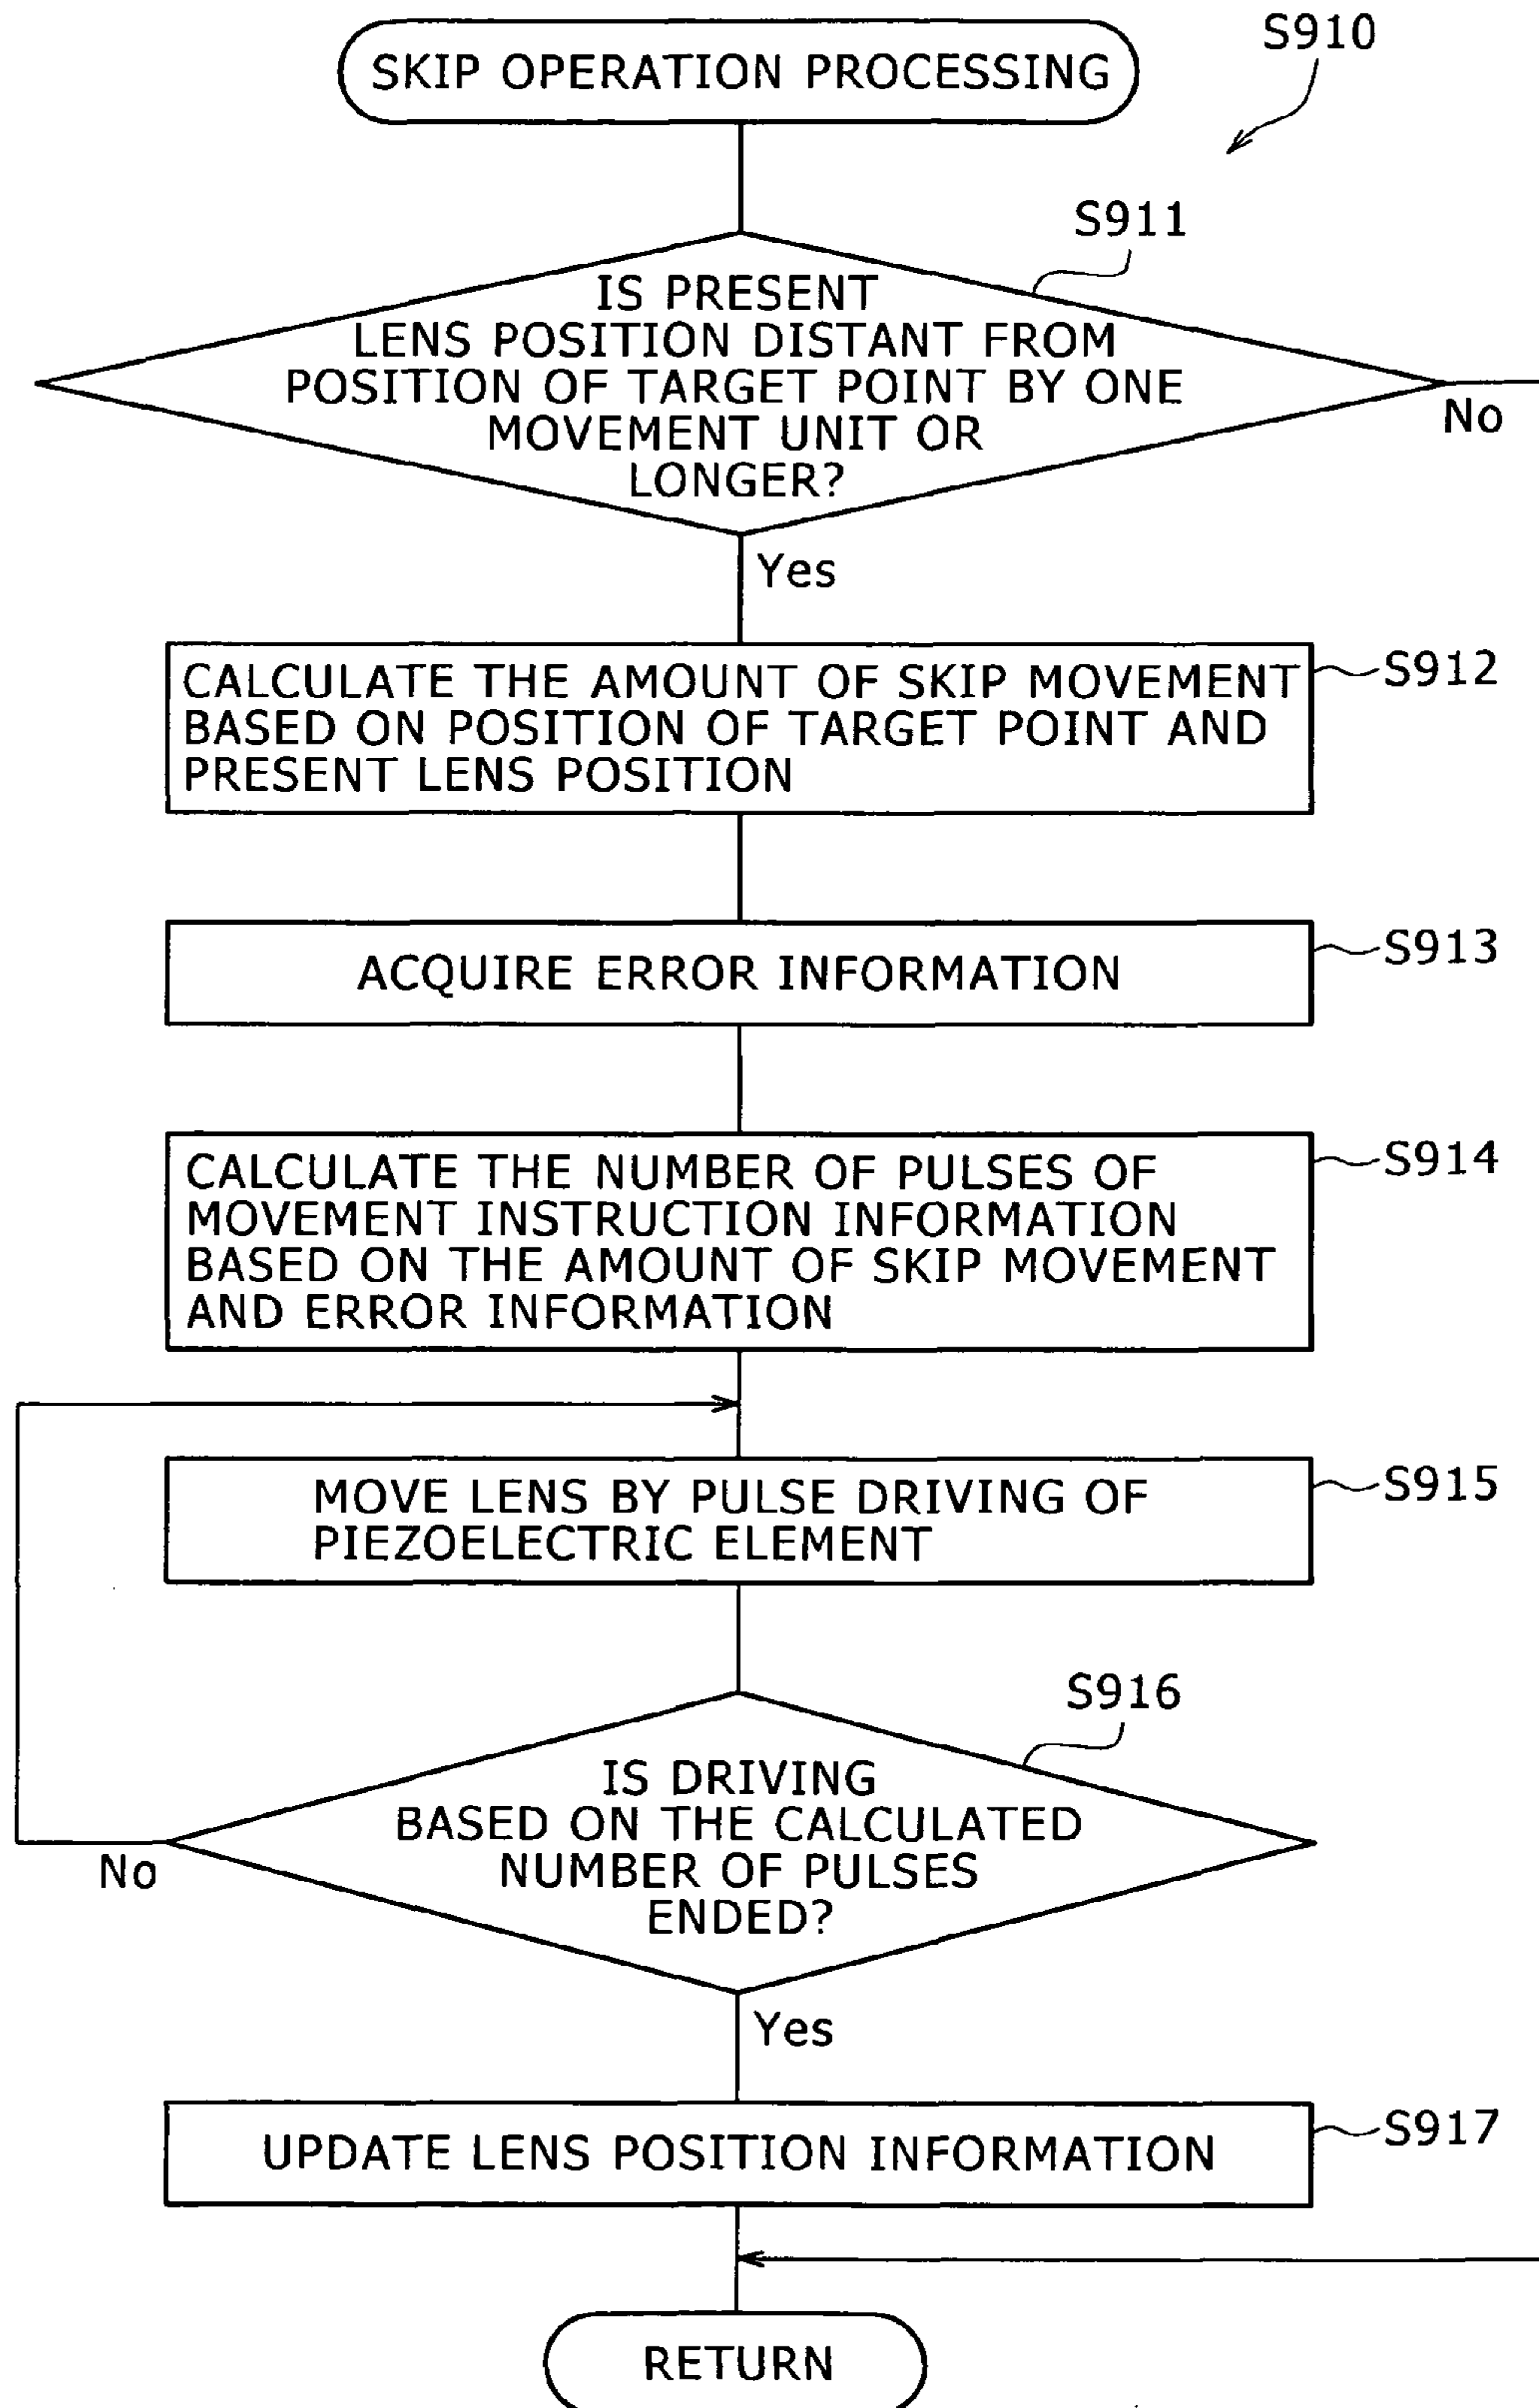 S910
SKIP OPERATION PROCESSING
S911
IS PRESENT
LENS POSITION DISTANT FROM
POSITION OF TARGET POINT BY ONE
MOVEMENT UNIT OR
LONGER?
No
Yes
CALCULATE THE AMOUNT OF SKIP MOVEMENT
BASED ON POSITION OF TARGET POINT AND
PRESENT LENS POSITION
S912
ACQUIRE ERROR INFORMATION
S913
CALCULATE THE NUMBER OF PULSES OF
MOVEMENT INSTRUCTION INFORMATION
BASED ON THE AMOUNT OF SKIP MOVEMENT
AND ERROR INFORMATION
S914
MOVE LENS BY PULSE DRIVING OF
PIEZOELECTRIC ELEMENT
S915
S916
IS DRIVING
BASED ON THE CALCULATED
NUMBER OF PULSES
ENDED?
No
Yes
UPDATE LENS POSITION INFORMATION
S917
RETURN